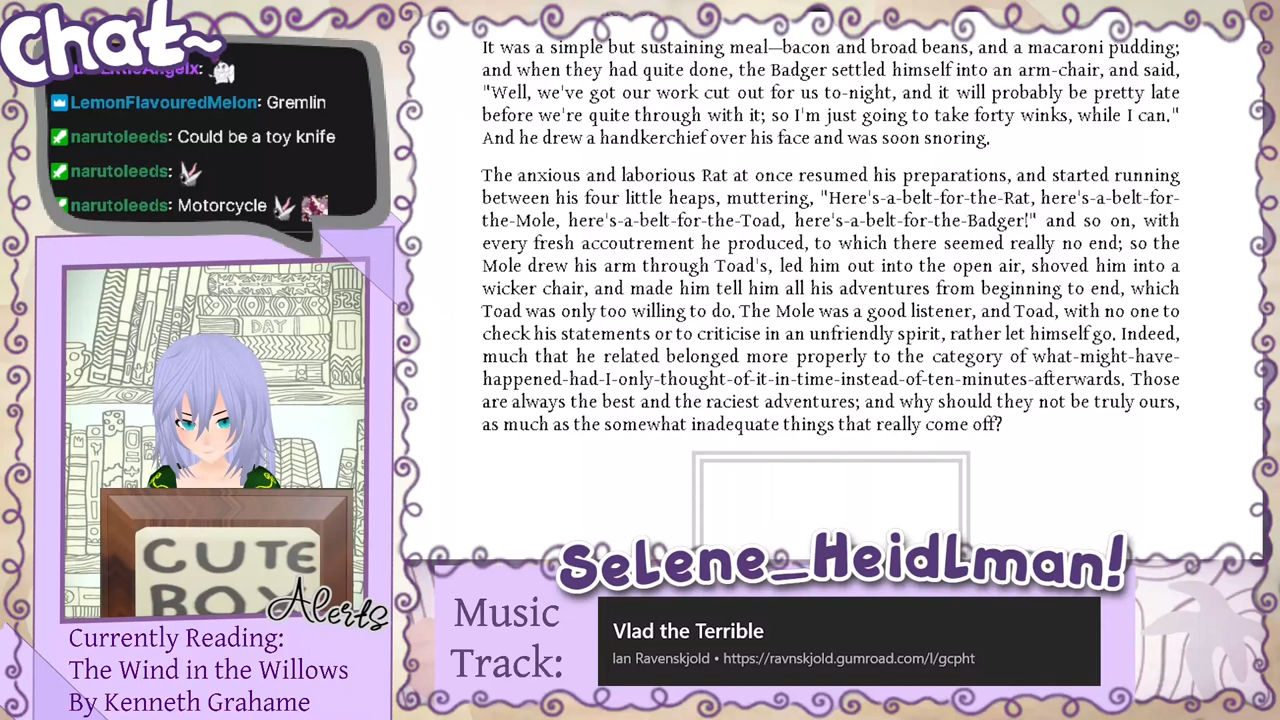 Chat~
LemonFlavouredMelon: Gremlin
narutoleeds: Could be a toy knife
narutoleeds:
narutoleeds: Motorcycle
DAY
CUTE
BOX
Alerts
Currently Reading:
The Wind in the Willows
By Kenneth Grahame
It was a simple but sustaining meal—bacon and broad beans, and a macaroni pudding;
and when they had quite done, the Badger settled himself into an arm-chair, and said,
"Well, we've got our work cut out for us to-night, and it will probably be pretty late
before we're quite through with it; so I'm just going to take forty winks, while I can."
And he drew a handkerchief over his face and was soon snoring.
The anxious and laborious Rat at once resumed his preparations, and started running
between his four little heaps, muttering, "Here's-a-belt-for-the-Rat, here's-a-belt-for-
the-Mole, here's-a-belt-for-the-Toad, here's-a-belt-for-the-Badger!" and so on, with
every fresh accoutrement he produced, to which there seemed really no end; so the
Mole drew his arm through Toad's, led him out into the open air, shoved him into a
wicker chair, and made him tell him all his adventures from beginning to end, which
Toad was only too willing to do. The Mole was a good listener, and Toad, with no one to
check his statements or to criticise in an unfriendly spirit, rather let himself go. Indeed,
much that he related belonged more properly to the category of what-might-have-
happened-had-I-only-thought-of-it-in-time-instead-of-ten-minutes-afterwards. Those
are always the best and the raciest adventures; and why should they not be truly ours,
as much as the somewhat inadequate things that really come off?
Selene_Heidlman!
Music
Track:
Vlad the Terrible
Ian Ravenskjold • https://ravnskjold.gumroad.com/l/gcpht